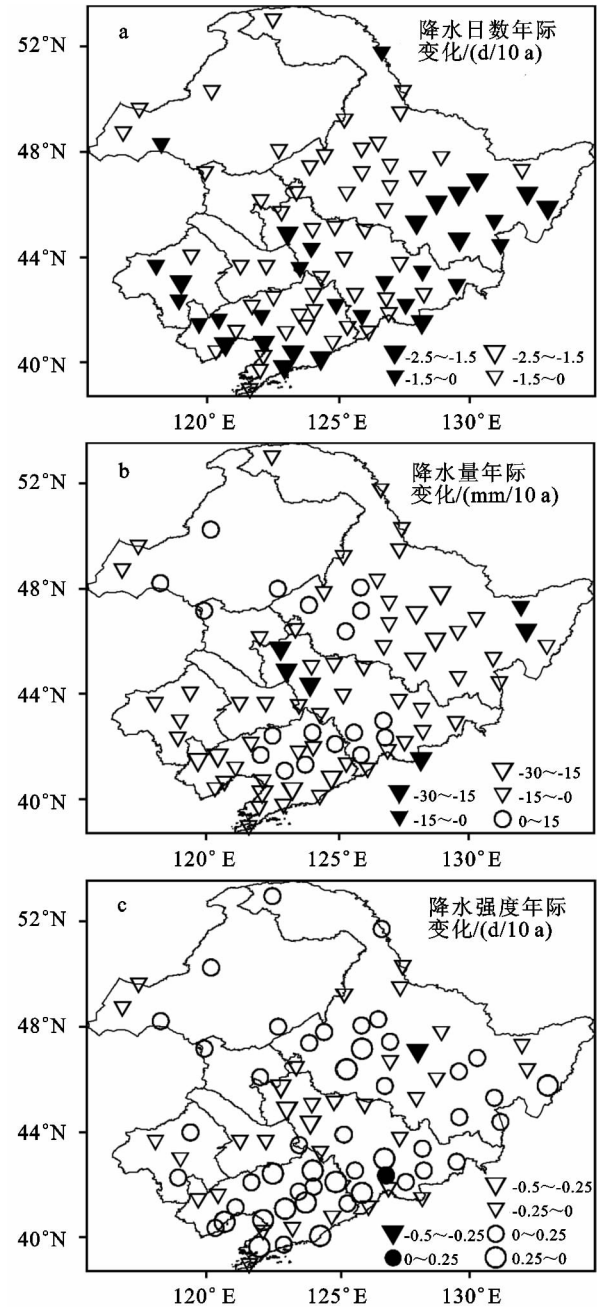 a
降水日数年际
变化/(d/10 a)
52°N
48°N
44°N
40°N
-2.5～-1.5
-2.5～-1.5
-1.5～0
-1.5～0
120° E
125°E
130°E
b
降水量年际
变化/(mm/10 a)
52°N
48°N
44°N
40°N
-30～-15
-30～-15
-15～-0
-15～-0
0～15
120° E
125°E
130°E
c
降水强度年际
变化/(d/10 a)
52°N
48°N
44°N
40°N
-0.5～-0.25
-0.25～0
-0.5～-0.25
0～0.25
0～0.25
0.25～0
120° E
125°E
130°E